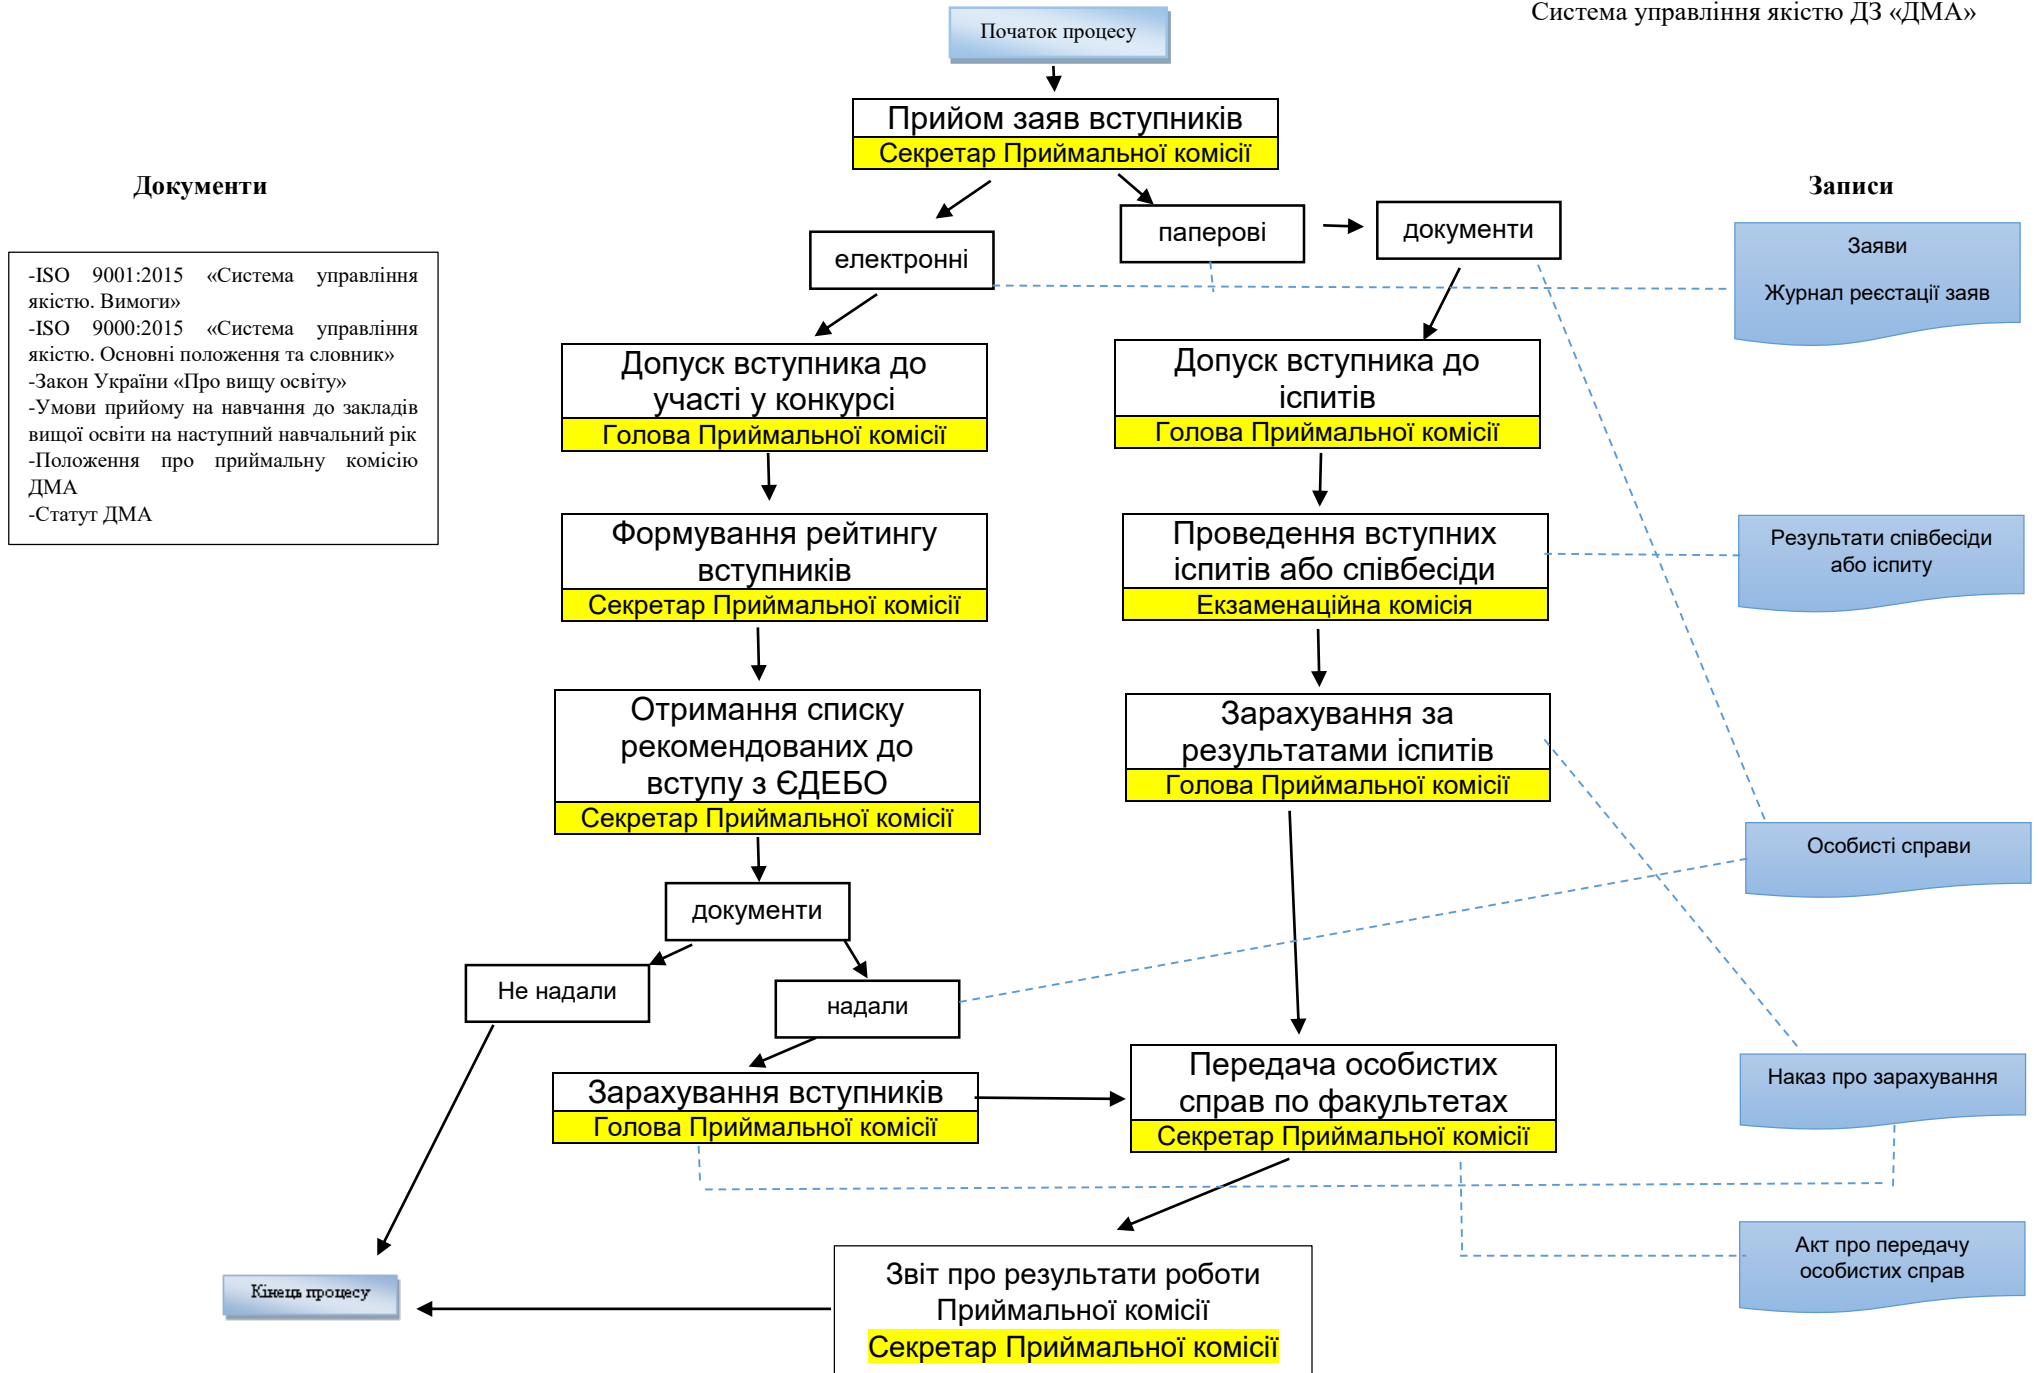 Система управління якістю ДЗ «ДМА»
Початок процесу
Прийом заяв вступників
Секретар Приймальної комісії
Документи
Записи
електронні
паперові
документи
Заяви
Журнал реєстації заяв
-ISO 9001:2015 «Система управління
якістю. Вимоги»
-ISO 9000:2015 «Система управління
якістю. Основні положення та словник»
-Закон України «Про вищу освіту»
-Умови прийому на навчання до закладів
вищої освіти на наступний навчальний рік
-Положення про приймальну комісію
ДМА
-Статут ДМА
Допуск вступника до
участі у конкурсі
Голова Приймальної комісії
Допуск вступника до
іспитів
Голова Приймальної комісії
Формування рейтингу
вступників
Секретар Приймальної комісії
Проведення вступних
іспитів або співбесіди
Екзаменаційна комісія
Результати співбесіди
або іспиту
Отримання списку
рекомендованих до
вступу з ЄДЕБО
Секретар Приймальної комісії
Зарахування за
результатами іспитів
Голова Приймальної комісії
Особисті справи
документи
Не надали
надали
Зарахування вступників
Голова Приймальної комісії
Передача особистих
справ по факультетах
Секретар Приймальної комісії
Наказ про зарахування
Акт про передачу
особистих справ
Звіт про результати роботи
Приймальної комісії
Секретар Приймальної комісії
Кінець процесу